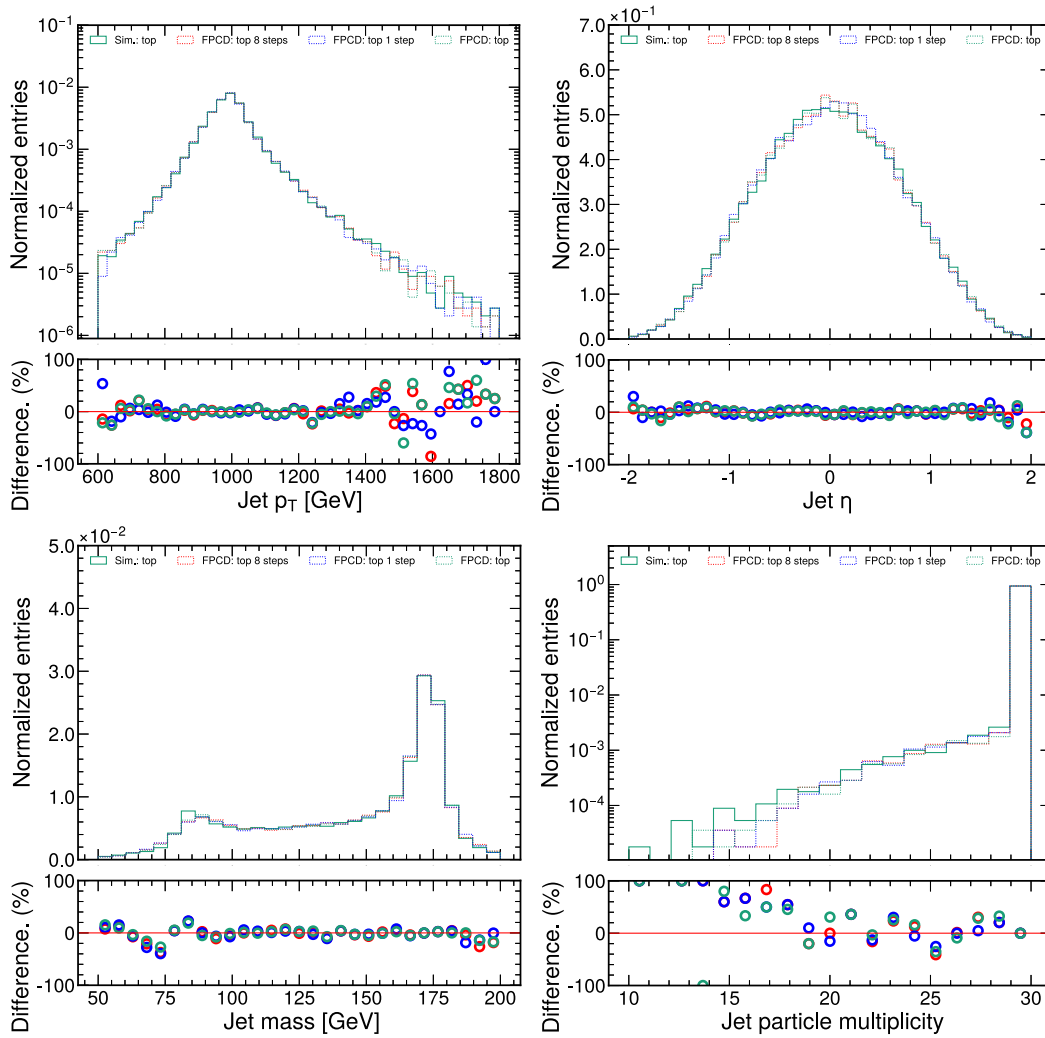 10⁻¹
Sim.: top FPCD: top 8 steps FPCD: top 1 step FPCD: top
10⁻²
10⁻³
10⁻⁴
10⁻⁵
10⁻⁶
Normalized entries
100
0
-100
Difference. (%)
600 800 1000 1200 1400 1600 1800
Jet p_T [GeV]
×10⁻¹
7.0
Sim.: top FPCD: top 8 steps FPCD: top 1 step FPCD: top
6.0
5.0
4.0
3.0
2.0
1.0
0.0
Normalized entries
100
0
-100
Difference. (%)
-2 -1 0 1 2
Jet η
×10⁻²
5.0
Sim.: top FPCD: top 8 steps FPCD: top 1 step FPCD: top
4.0
3.0
2.0
1.0
0.0
Normalized entries
100
0
-100
Difference. (%)
50 75 100 125 150 175 200
Jet mass [GeV]
Sim.: top FPCD: top 8 steps FPCD: top 1 step FPCD: top
10⁰
10⁻¹
10⁻²
10⁻³
10⁻⁴
Normalized entries
100
0
-100
Difference. (%)
10 15 20 25 30
Jet particle multiplicity